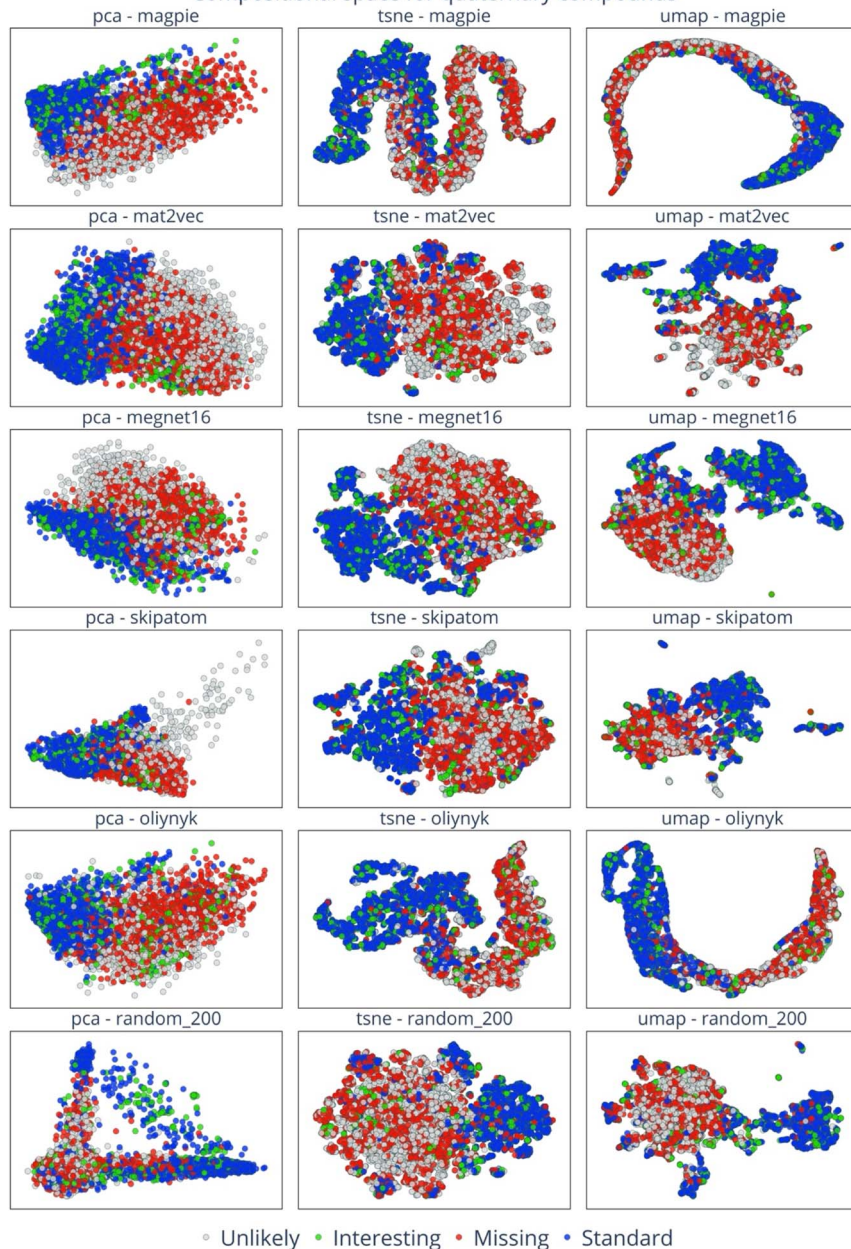 pca - magpie tsne - magpie umap - magpie
pca - mat2vec tsne - mat2vec umap - mat2vec
pca - megnet16 tsne - megnet16 umap - megnet16
pca - skipatom tsne - skipatom umap - skipatom
pca - oliynyk tsne - oliynyk umap - oliynyk
pca - random_200 tsne - random_200 umap - random_200
Unlikely Interesting Missing Standard